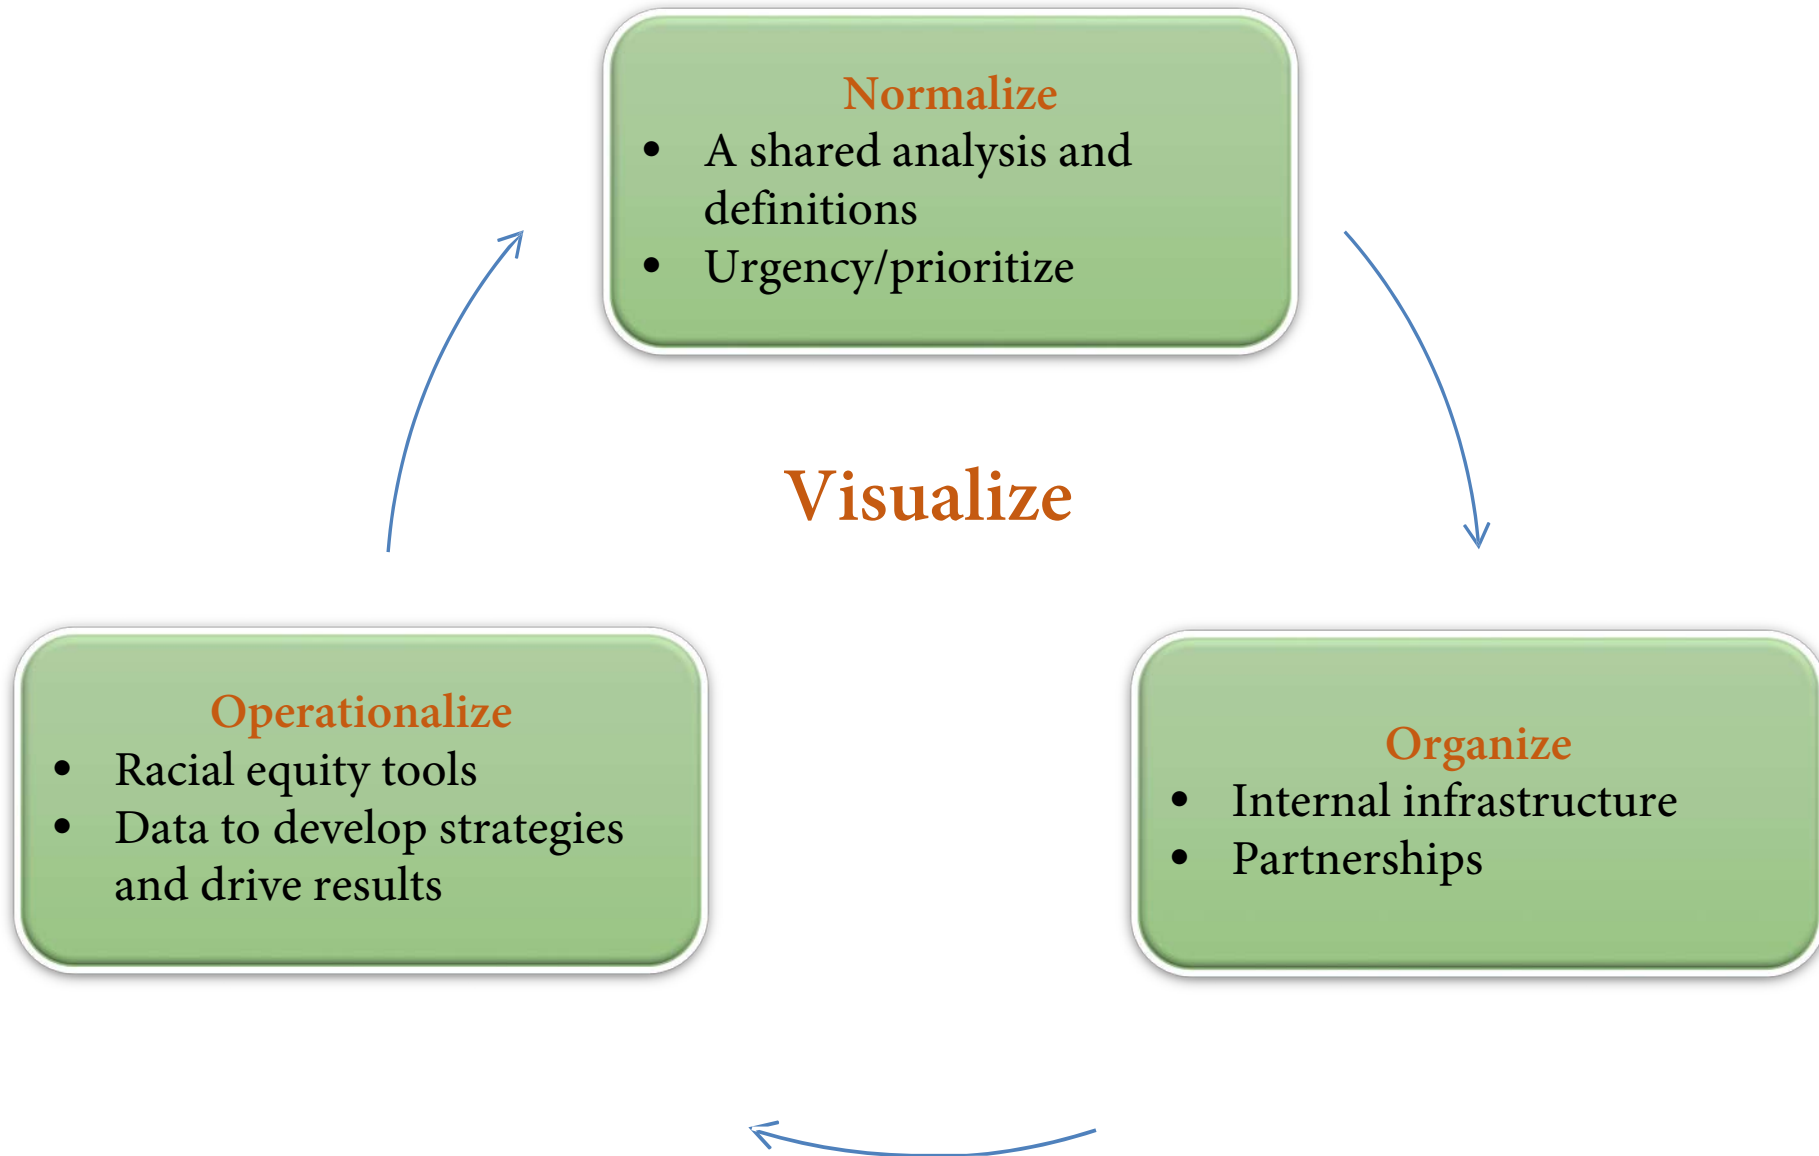 Normalize
• A shared analysis and
definitions
• Urgency/prioritize
Visualize
Operationalize
• Racial equity tools
• Data to develop strategies
and drive results
Organize
• Internal infrastructure
• Partnerships